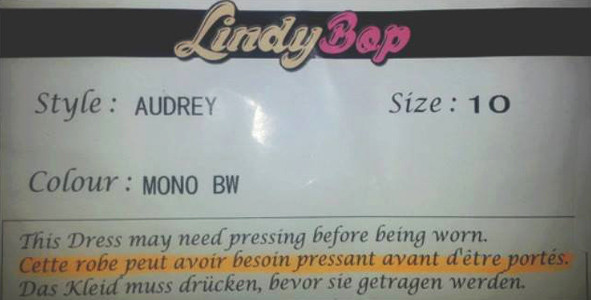 LindyBop
Style : AUDREY Size : 10
Colour : MONO BW
This Dress may need pressing before being worn.
Cette robe peut avoir besoin pressant avant d'être portés.
Das Kleid muss drücken, bevor sie getragen werden.